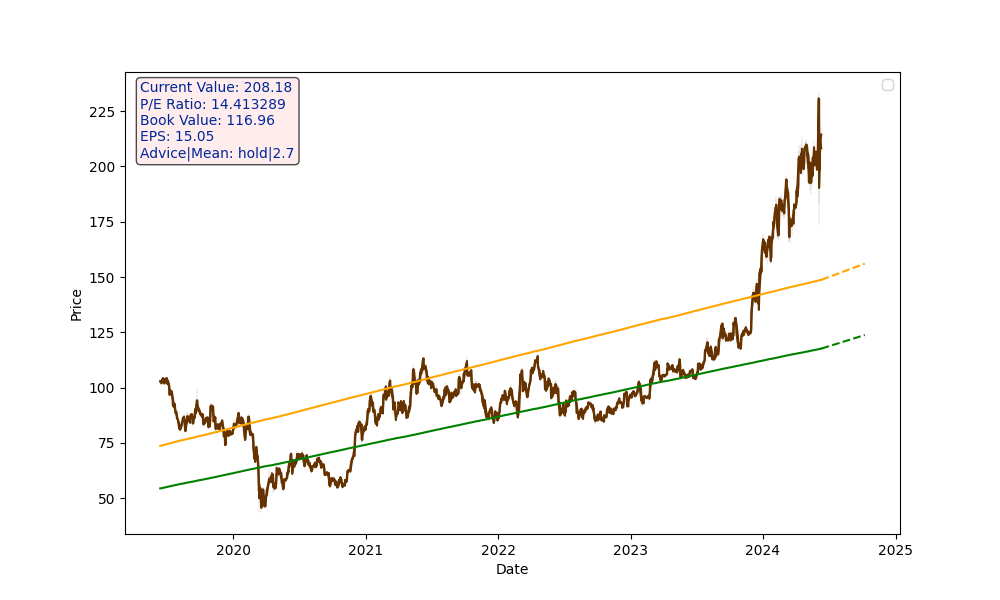 Current Value: 208.18
P/E Ratio: 14.413289
Book Value: 116.96
EPS: 15.05
Advice|Mean: hold|2.7
225
200
175
150
125
100
75
50
Price
2020
2021
2022
2023
2024
2025
Date